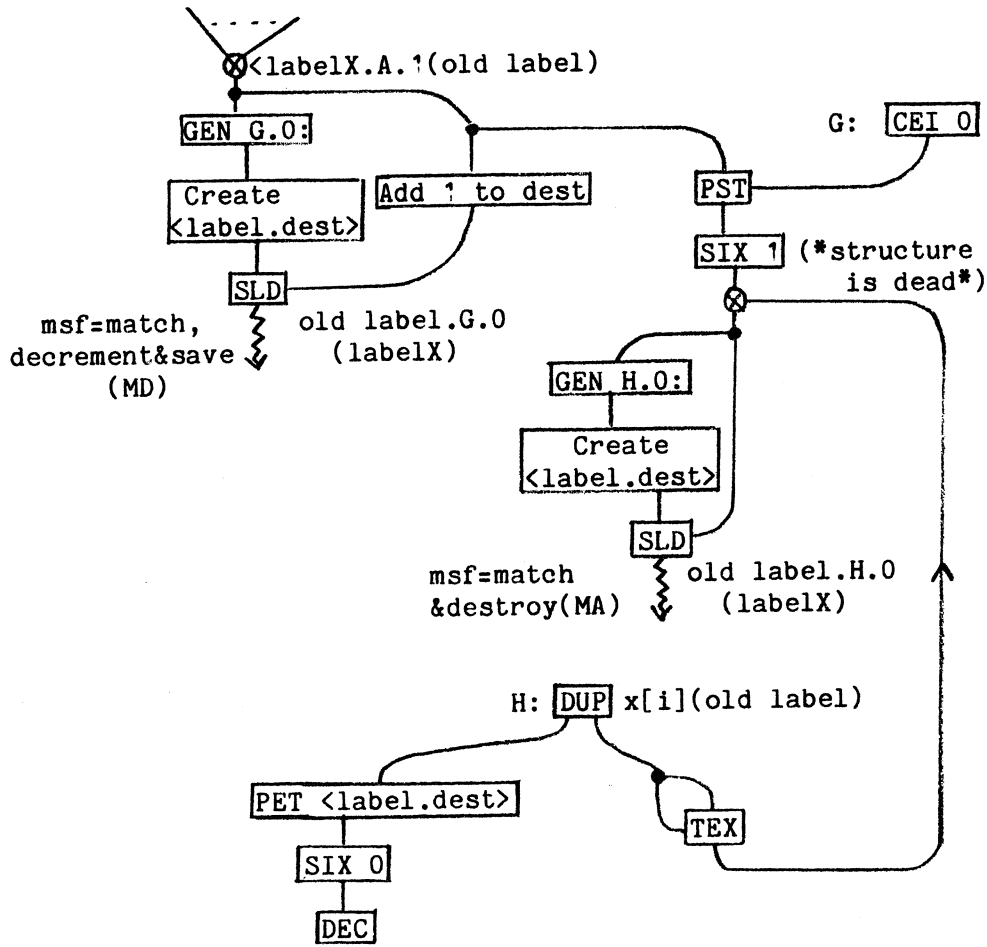 <labelX.A.1(old label)
GEN G.0:
G:
CEI 0
Create
<label.dest>
Add 1 to dest
PST
SLD
SIX 1
(*structure
is dead*)
msf=match,
decrement&save
(MD)
old label.G.0
(labelX)
GEN H.0:
Create
<label.dest>
SLD
msf=match
&destroy(MA)
old label.H.0
(labelX)
H:
DUP
x[i](old label)
PET <label.dest>
TEX
SIX 0
DEC